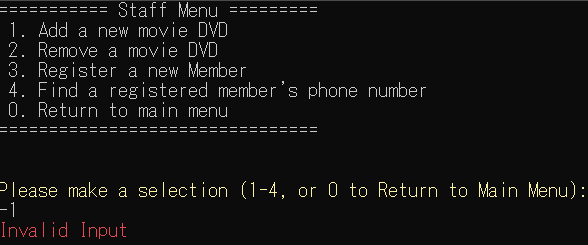 =========== Staff Menu =========
1. Add a new movie DVD
2. Remove a movie DVD
3. Register a new Member
4. Find a registered member's phone number
0. Return to main menu
================================
Please make a selection (1-4, or 0 to Return to Main Menu):
-1
Invalid Input